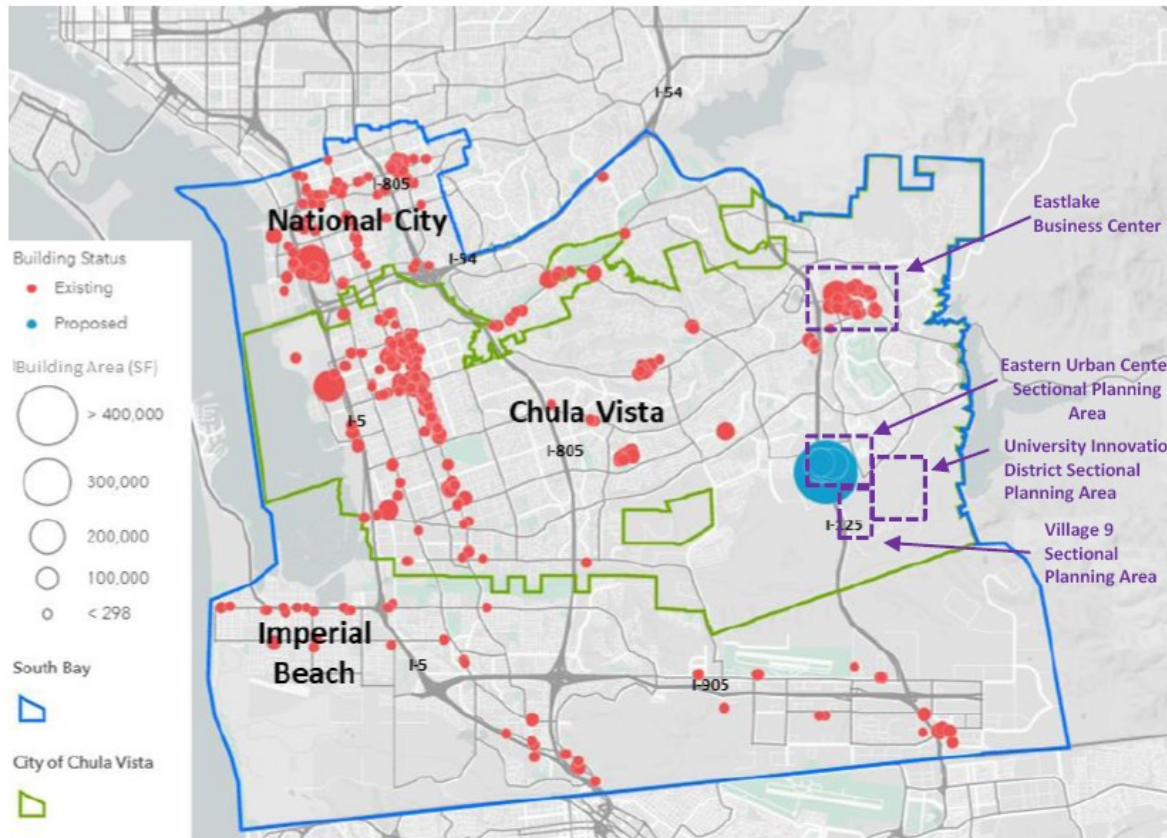 I-54
Eastlake
Business Center
I-805
National City
I-54
Building Status
Existing
Proposed
Building Area (SF)
> 400,000
300,000
200,000
100,000
< 298
South Bay
City of Chula Vista
Eastern Urban Cente
Sectional Planning
Area
Chula Vista
I-5
I-805
University Innovatio
District Sectional
Planning Area
I-125
Village 9
Sectional
Planning Area
Imperial
Beach
I-5
I-905